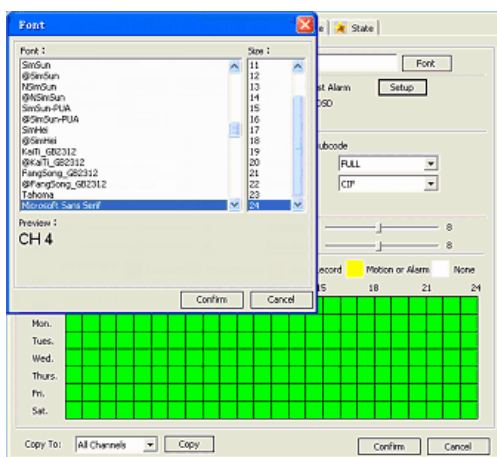 Font
e State
Font :
Size :
SimSun
@SimSun
NSimSun
@NSimSun
SimSun-PUA
@SimSun-PUA
SimHei
@SimHei
KaiTi_GB2312
@KaiTi_GB2312
FangSong_GB2312
@FangSong_GB2312
Tahoma
Microsoft Sans Serif
11
12
13
14
15
16
17
18
19
20
21
22
23
24
Preview :
CH 4
Confirm Cancel
Font
st Alarm Setup
OSD
ubcode
FULL
CIF
8
8
ecord Motion or Alarm None
15 18 21 24
Mon.
Tues.
Wed.
Thurs.
Fri.
Sat.
Copy To: All Channels Copy Confirm Cancel